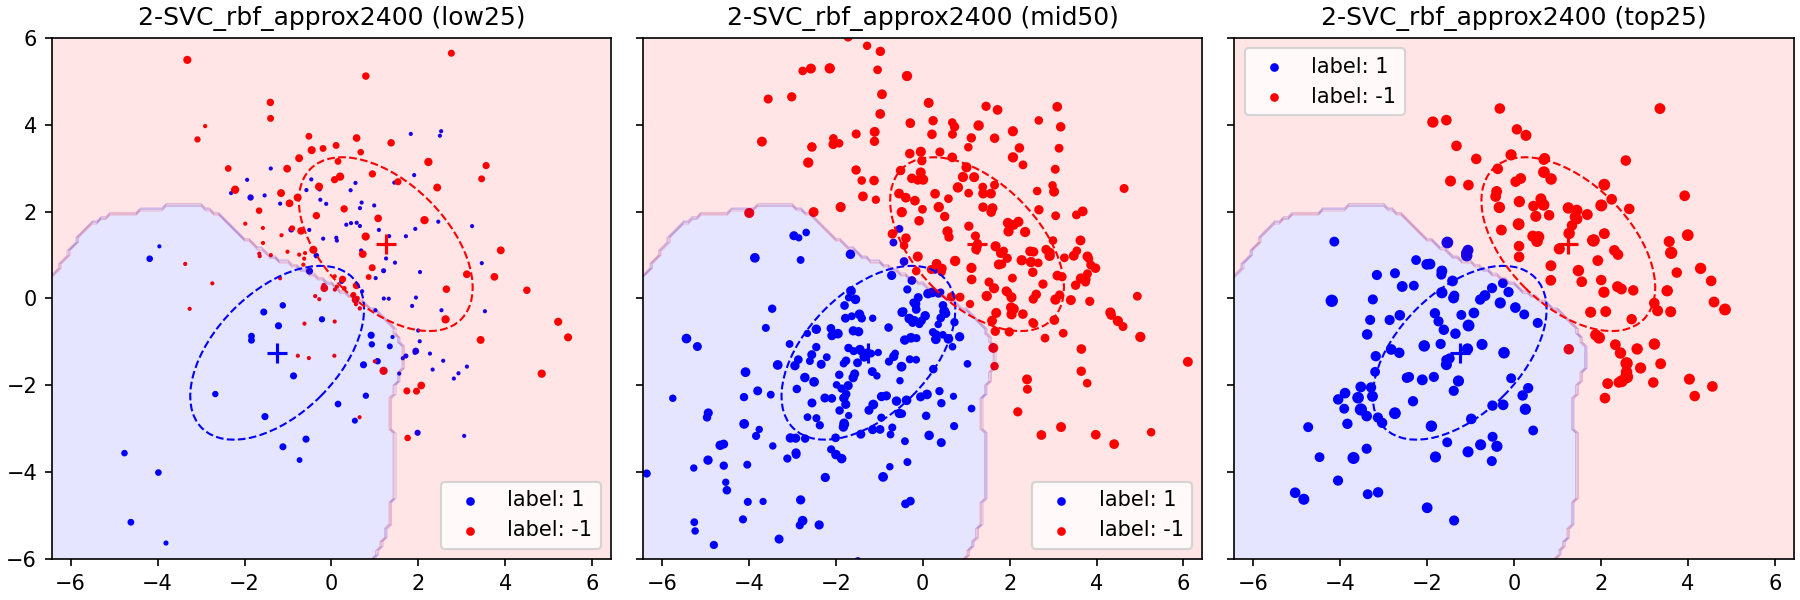 2-SVC_rbf_approx2400 (low25)
2-SVC_rbf_approx2400 (mid50)
2-SVC_rbf_approx2400 (top25)
6
4
2
0
−2
−4
−6
label: 1
label: -1
label: 1
label: -1
label: 1
label: -1
−6 −4 −2 0 2 4 6
−6 −4 −2 0 2 4 6
−6 −4 −2 0 2 4 6